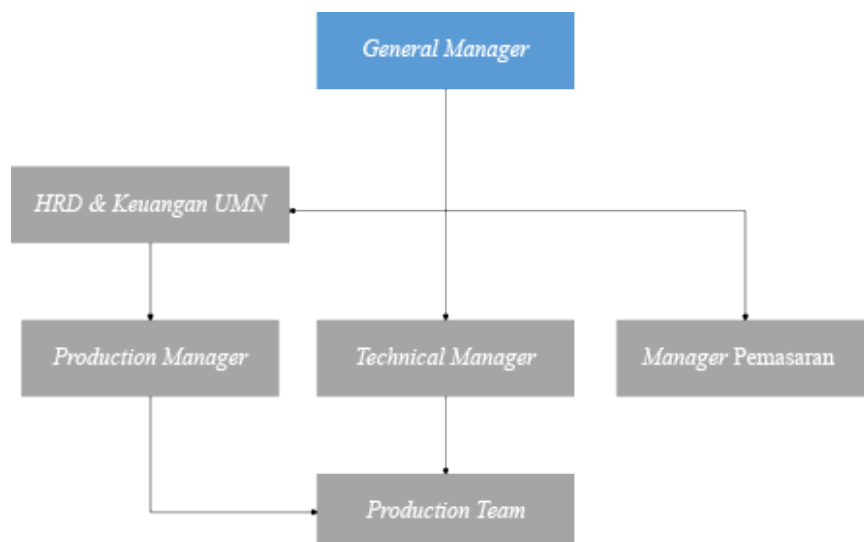 General Manager
HRD & Keuangan UMN
Production Manager
Technical Manager
Manager Pemasaran
Production Team